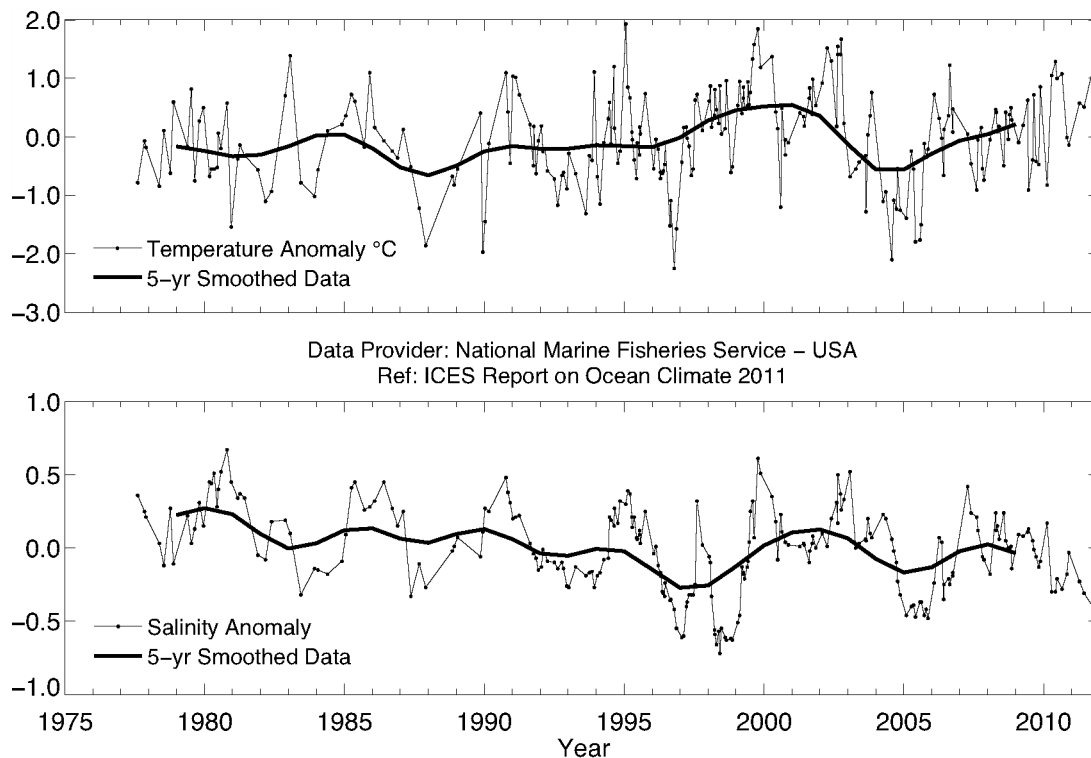 2.0
1.0
0.0
−1.0
−2.0
−3.0
Temperature Anomaly °C
5−yr Smoothed Data
Data Provider: National Marine Fisheries Service − USA
Ref: ICES Report on Ocean Climate 2011
1.0
0.5
0.0
−0.5
−1.0
Salinity Anomaly
5−yr Smoothed Data
1975 1980 1985 1990 1995 2000 2005 2010
Year